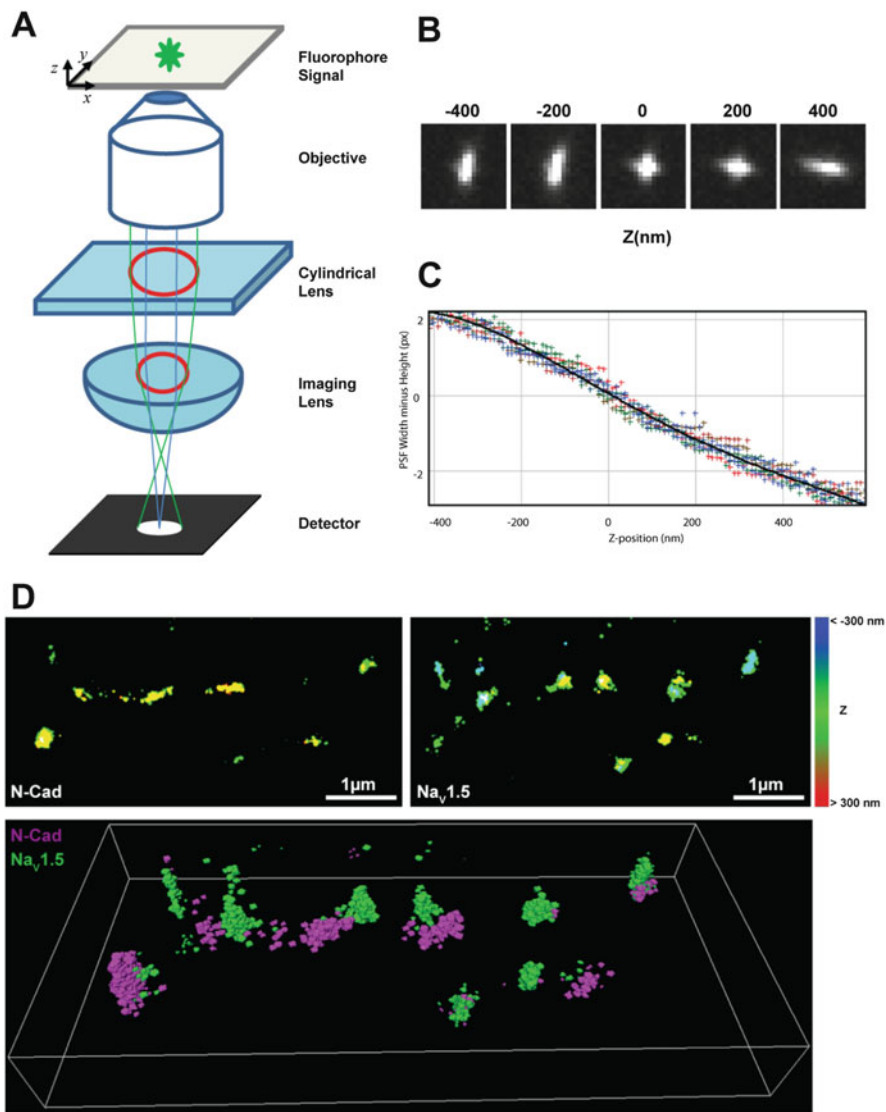 A
z
y
x
Fluorophore
Signal
Objective
Cylindrical
Lens
Imaging
Lens
Detector
B
-400 -200 0 200 400
Z(nm)
C
PSF Width minus Height (px)
2
0
-2
-400 -200 0 200 400
Z-position (nm)
D
N-Cad
1µm
Nav1.5
1µm
< -300 nm
Z
> 300 nm
N-Cad
Nav1.5